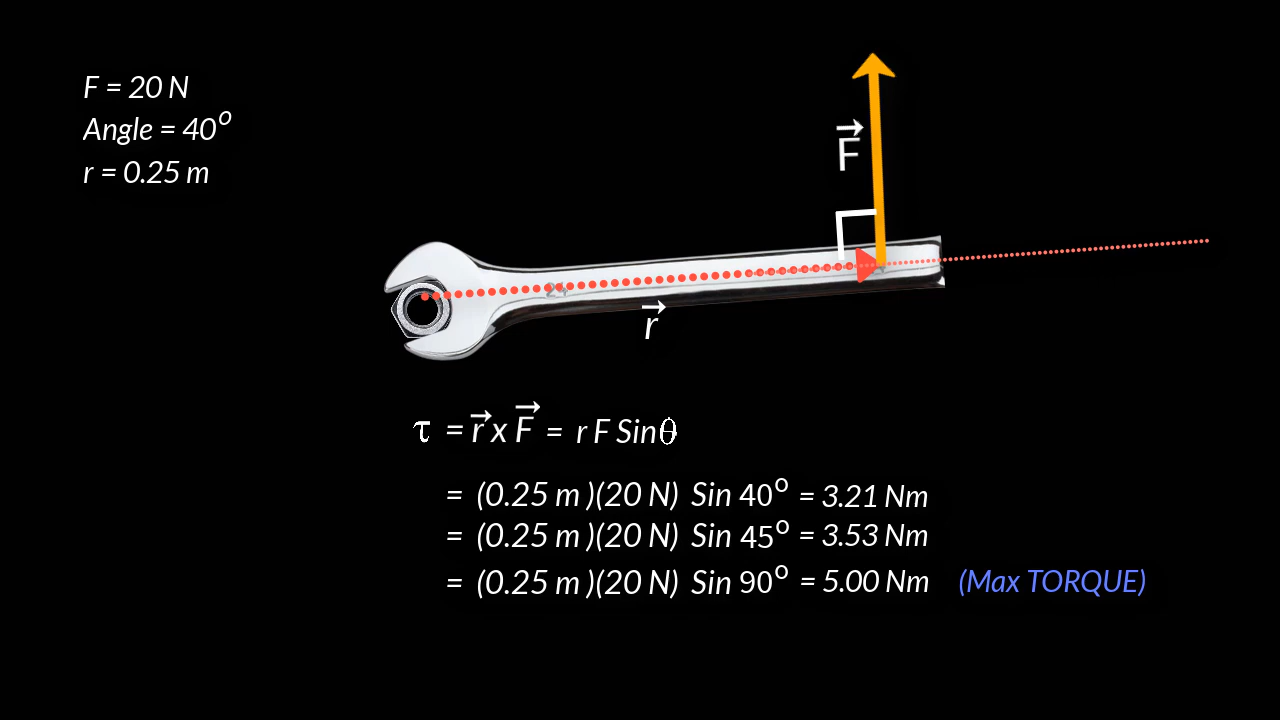 F = 20 N
Angle = 40°
r = 0.25 m
F
24
r
τ = r x F = r F Sinθ
= (0.25 m )(20 N) Sin 40° = 3.21 Nm
= (0.25 m )(20 N) Sin 45° = 3.53 Nm
= (0.25 m )(20 N) Sin 90° = 5.00 Nm (Max TORQUE)